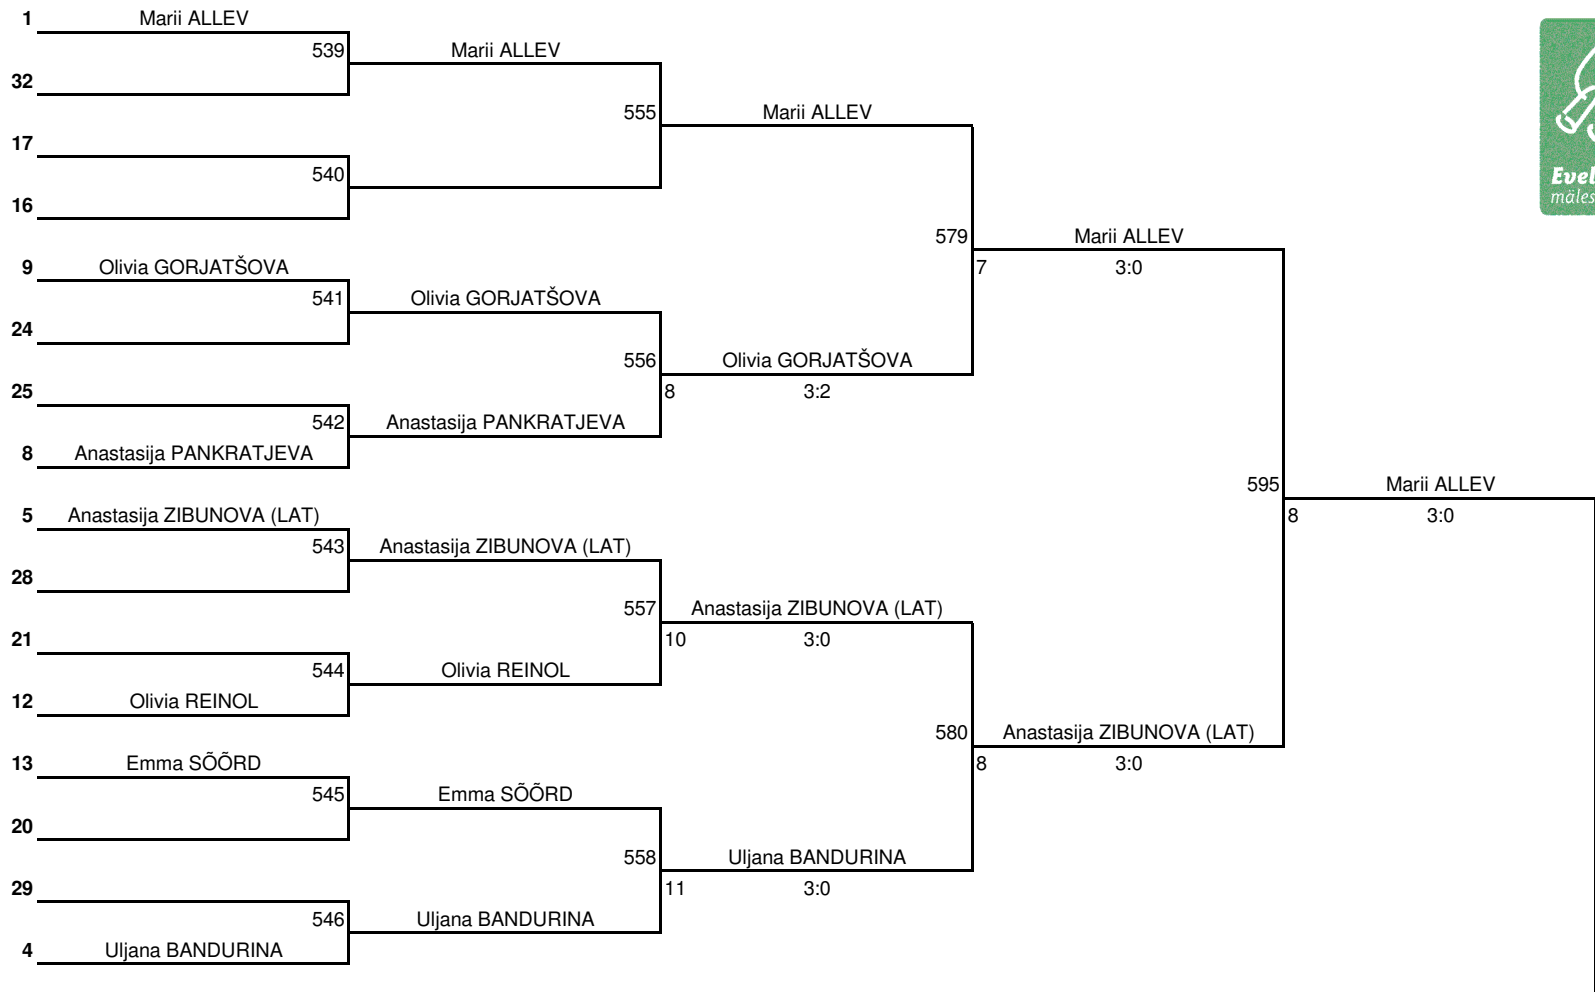 1 Marii ALLEV
539 Marii ALLEV
32
555 Marii ALLEV
17
540
16
579 Marii ALLEV
7 3:0
9 Olivia GORJATŠOVA
541 Olivia GORJATŠOVA
24
556 Olivia GORJATŠOVA
8 3:2
25
542 Anastasija PANKRATJEVA
8 Anastasija PANKRATJEVA
595 Marii ALLEV
8 3:0
5 Anastasija ZIBUNOVA (LAT)
543 Anastasija ZIBUNOVA (LAT)
28
557 Anastasija ZIBUNOVA (LAT)
10 3:0
21
544 Olivia REINOL
12 Olivia REINOL
580 Anastasija ZIBUNOVA (LAT)
8 3:0
13 Emma SÕÕRD
545 Emma SÕÕRD
20
558 Uljana BANDURINA
11 3:0
29
546 Uljana BANDURINA
4 Uljana BANDURINA
Evel
mäles